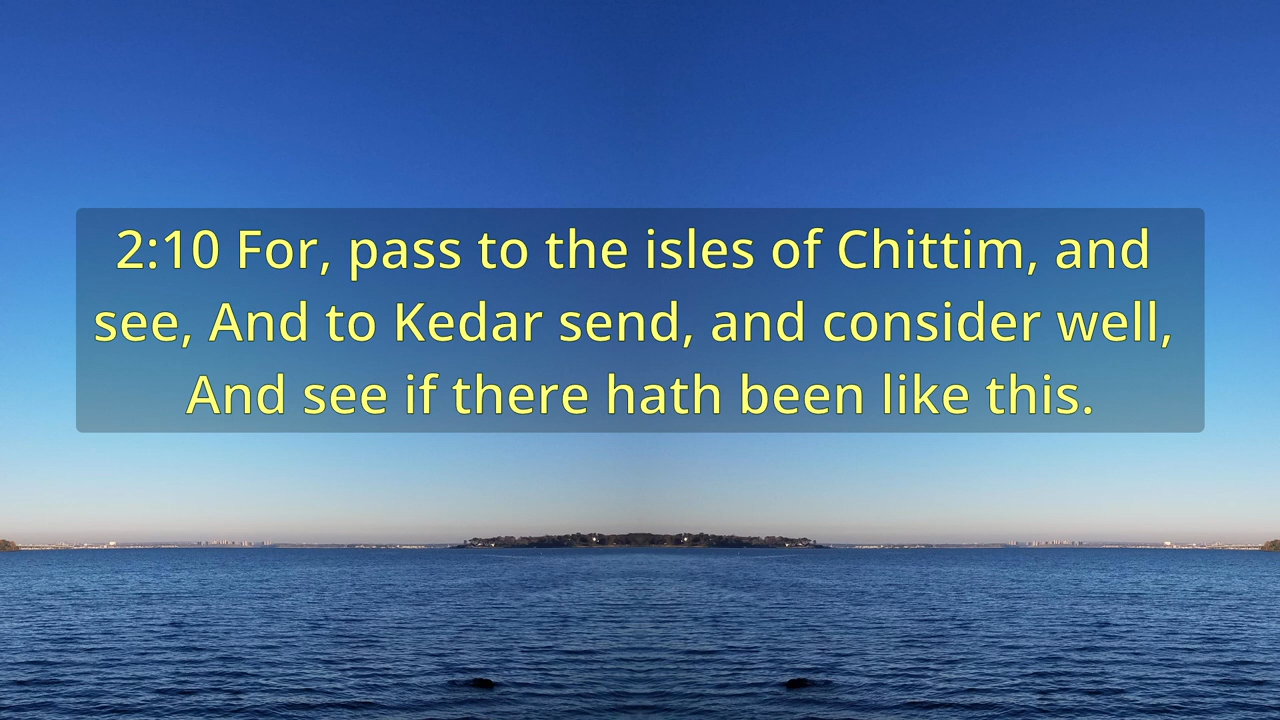 2:10 For, pass to the isles of Chittim, and
see, And to Kedar send, and consider well,
And see if there hath been like this.